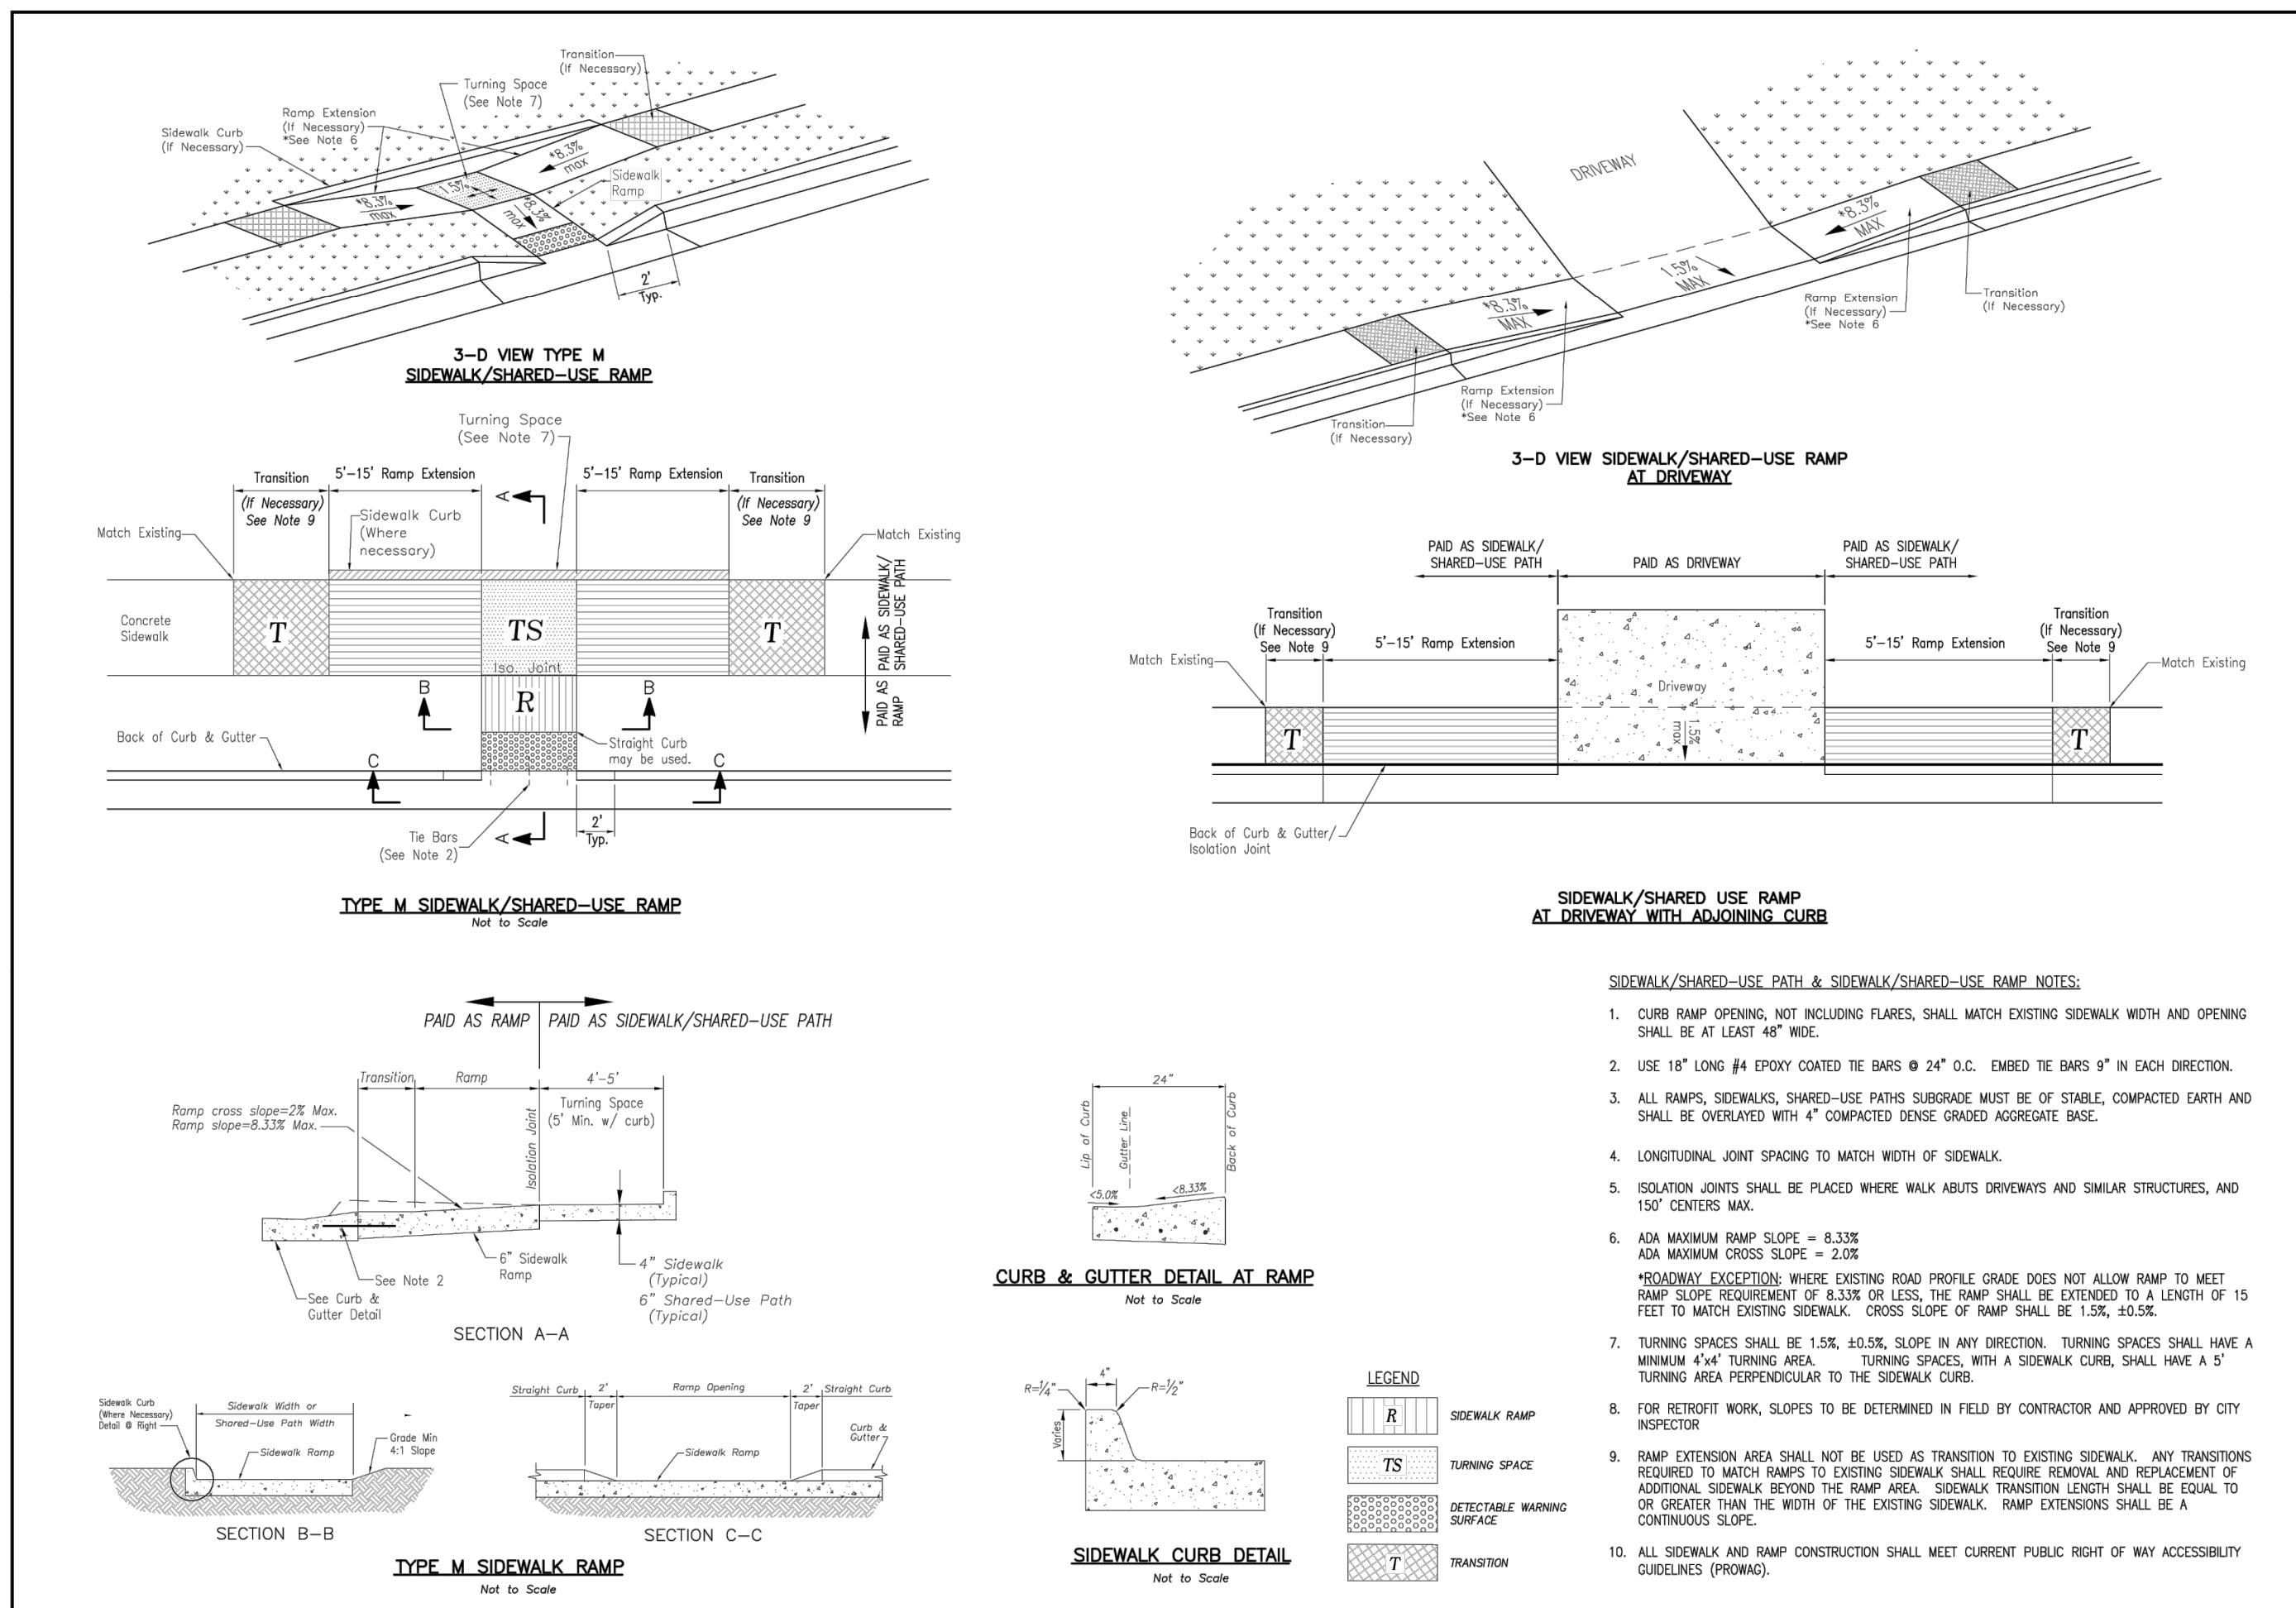 Transition
(If Necessary)
Turning Space
(See Note 7)
Ramp Extension
(If Necessary)
*See Note 6
Sidewalk Curb
(If Necessary)
*8.3%
max
Sidewalk
Ramp
1.5%
*8.3%
max
*8.3%
max
2'
Typ.
3-D VIEW TYPE M
SIDEWALK/SHARED-USE RAMP
DRIVEWAY
*8.3%
MAX
1.5%
MAX
*8.3%
MAX
Ramp Extension
(If Necessary)
*See Note 6
Transition
(If Necessary)
Ramp Extension
(If Necessary)
*See Note 6
Transition
(If Necessary)
3-D VIEW SIDEWALK/SHARED-USE RAMP
AT DRIVEWAY
Turning Space
(See Note 7)
Transition
(If Necessary)
See Note 9
5'-15' Ramp Extension
5'-15' Ramp Extension
Transition
(If Necessary)
See Note 9
A
Sidewalk Curb
(Where
necessary)
Match Existing
Match Existing
Concrete
Sidewalk
T
TS
T
Iso. Joint
R
B
B
PAID AS SIDEWALK/
SHARED-USE PATH
PAID AS
RAMP
Back of Curb & Gutter
Straight Curb
may be used.
C
C
Tie Bars
(See Note 2)
A
2'
Typ.
TYPE M SIDEWALK/SHARED-USE RAMP
Not to Scale
PAID AS SIDEWALK/
SHARED-USE PATH
PAID AS DRIVEWAY
PAID AS SIDEWALK/
SHARED-USE PATH
Transition
(If Necessary)
See Note 9
5'-15' Ramp Extension
5'-15' Ramp Extension
Transition
(If Necessary)
See Note 9
Match Existing
Match Existing
Driveway
1.5%
max
T
T
Back of Curb & Gutter/
Isolation Joint
SIDEWALK/SHARED USE RAMP
AT DRIVEWAY WITH ADJOINING CURB
PAID AS RAMP
PAID AS SIDEWALK/SHARED-USE PATH
Transition
Ramp
4'-5'
Turning Space
(5' Min. w/ curb)
Isolation Joint
Ramp cross slope=2% Max.
Ramp slope=8.33% Max.
6" Sidewalk
Ramp
See Note 2
See Curb &
Gutter Detail
4" Sidewalk
(Typical)
6" Shared-Use Path
(Typical)
SECTION A-A
24"
Lip of Curb
Gutter Line
Back of Curb
<5.0%
<8.33%
CURB & GUTTER DETAIL AT RAMP
Not to Scale
Sidewalk Curb
(Where Necessary)
Detail @ Right
Sidewalk Width or
Shared-Use Path Width
Sidewalk Ramp
Grade Min
4:1 Slope
SECTION B-B
Straight Curb
2'
Taper
Ramp Opening
2'
Taper
Straight Curb
Curb &
Gutter
Sidewalk Ramp
SECTION C-C
TYPE M SIDEWALK RAMP
Not to Scale
4"
R=1/4"
R=1/2"
Varies
SIDEWALK CURB DETAIL
Not to Scale
LEGEND
R
SIDEWALK RAMP
TS
TURNING SPACE
DETECTABLE WARNING
SURFACE
T
TRANSITION
SIDEWALK/SHARED-USE PATH & SIDEWALK/SHARED-USE RAMP NOTES:
1. CURB RAMP OPENING, NOT INCLUDING FLARES, SHALL MATCH EXISTING SIDEWALK WIDTH AND OPENING
SHALL BE AT LEAST 48" WIDE.
2. USE 18" LONG #4 EPOXY COATED TIE BARS @ 24" O.C. EMBED TIE BARS 9" IN EACH DIRECTION.
3. ALL RAMPS, SIDEWALKS, SHARED-USE PATHS SUBGRADE MUST BE OF STABLE, COMPACTED EARTH AND
SHALL BE OVERLAYED WITH 4" COMPACTED DENSE GRADED AGGREGATE BASE.
4. LONGITUDINAL JOINT SPACING TO MATCH WIDTH OF SIDEWALK.
5. ISOLATION JOINTS SHALL BE PLACED WHERE WALK ABUTS DRIVEWAYS AND SIMILAR STRUCTURES, AND
150' CENTERS MAX.
6. ADA MAXIMUM RAMP SLOPE = 8.33%
ADA MAXIMUM CROSS SLOPE = 2.0%
*ROADWAY EXCEPTION: WHERE EXISTING ROAD PROFILE GRADE DOES NOT ALLOW RAMP TO MEET
RAMP SLOPE REQUIREMENT OF 8.33% OR LESS, THE RAMP SHALL BE EXTENDED TO A LENGTH OF 15
FEET TO MATCH EXISTING SIDEWALK. CROSS SLOPE OF RAMP SHALL BE 1.5%, ±0.5%.
7. TURNING SPACES SHALL BE 1.5%, ±0.5%, SLOPE IN ANY DIRECTION. TURNING SPACES SHALL HAVE A
MINIMUM 4'x4' TURNING AREA. TURNING SPACES, WITH A SIDEWALK CURB, SHALL HAVE A 5'
TURNING AREA PERPENDICULAR TO THE SIDEWALK CURB.
8. FOR RETROFIT WORK, SLOPES TO BE DETERMINED IN FIELD BY CONTRACTOR AND APPROVED BY CITY
INSPECTOR
9. RAMP EXTENSION AREA SHALL NOT BE USED AS TRANSITION TO EXISTING SIDEWALK. ANY TRANSITIONS
REQUIRED TO MATCH RAMPS TO EXISTING SIDEWALK SHALL REQUIRE REMOVAL AND REPLACEMENT OF
ADDITIONAL SIDEWALK BEYOND THE RAMP AREA. SIDEWALK TRANSITION LENGTH SHALL BE EQUAL TO
OR GREATER THAN THE WIDTH OF THE EXISTING SIDEWALK. RAMP EXTENSIONS SHALL BE A
CONTINUOUS SLOPE.
10. ALL SIDEWALK AND RAMP CONSTRUCTION SHALL MEET CURRENT PUBLIC RIGHT OF WAY ACCESSIBILITY
GUIDELINES (PROWAG).